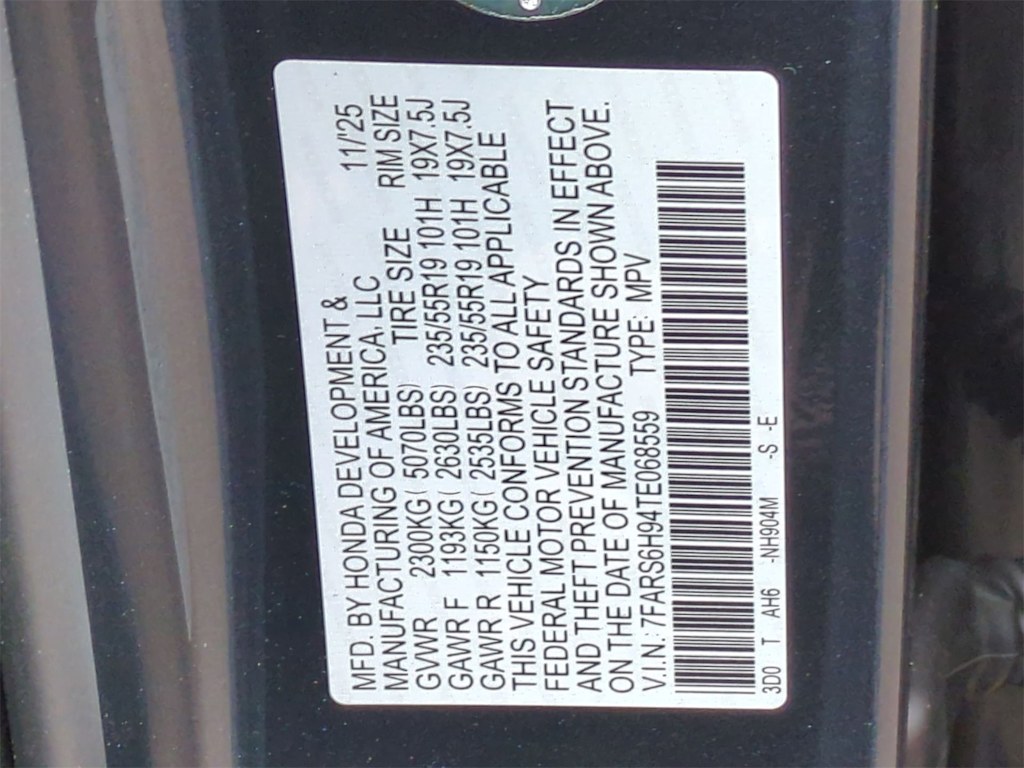 MFD. BY HONDA DEVELOPMENT & 11/'25
MANUFACTURING OF AMERICA, LLC
GVWR 2300KG( 5070LBS) TIRE SIZE RIM SIZE
GAWR F 1193KG( 2630LBS) 235/55R19 101H 19X7.5J
GAWR R 1150KG( 2535LBS) 235/55R19 101H 19X7.5J
THIS VEHICLE CONFORMS TO ALL APPLICABLE
FEDERAL MOTOR VEHICLE SAFETY
AND THEFT PREVENTION STANDARDS IN EFFECT
ON THE DATE OF MANUFACTURE SHOWN ABOVE.
V.I.N.: 7FARS6H94TE068559 TYPE: MPV
3D0 T AH6 -NH904M -S -E